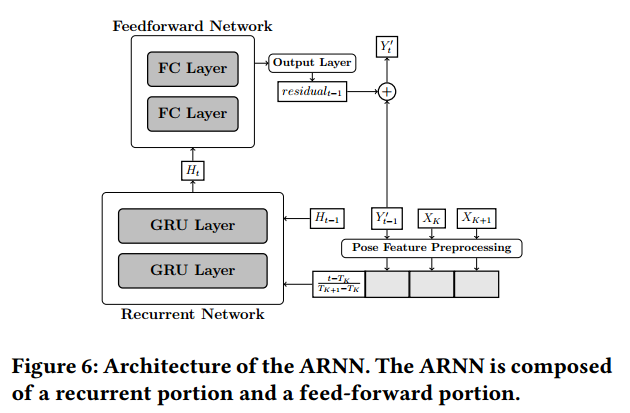 Feedforward Network
FC Layer
FC Layer
Output Layer
residual_{t−1}
Y′_t
+
H_t
GRU Layer
GRU Layer
Recurrent Network
H_{t−1}
Y′_{t−1}
X_K
X_{K+1}
Pose Feature Preprocessing
t−T_K
T_{K+1}−T_K
Figure 6: Architecture of the ARNN. The ARNN is composed
of a recurrent portion and a feed-forward portion.